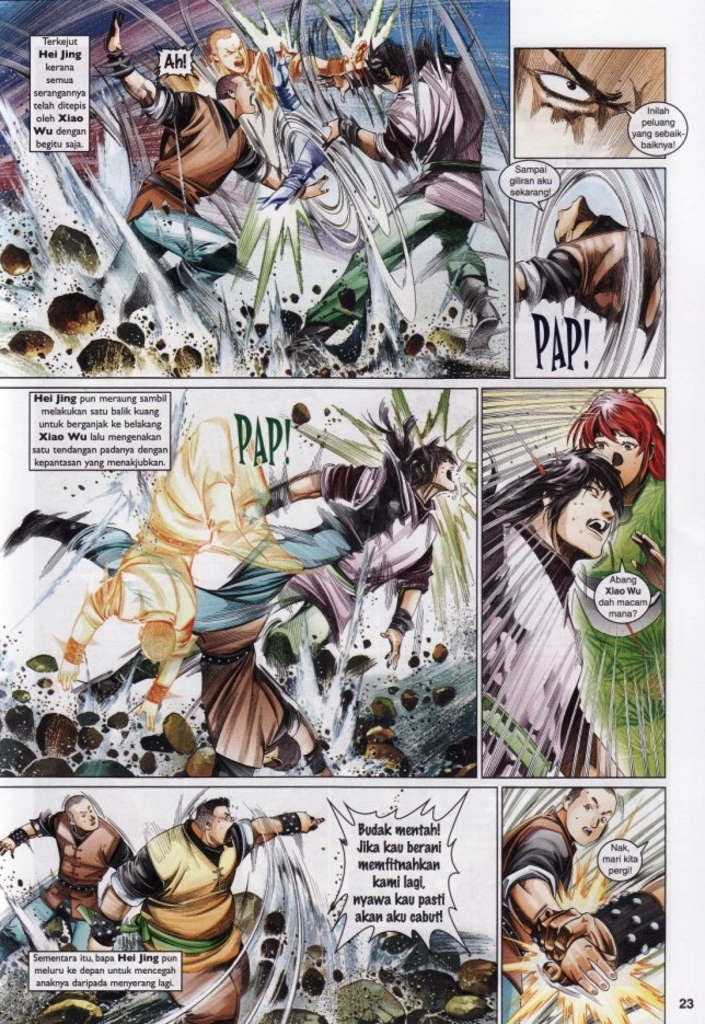 Terkejut
Hei Jing
kerana
semua
serangannya
telah ditepis
oleh Xiao
Wu dengan
begitu saja.
Ah!
Inilah
peluang
yang sebaik-
baiknya!
Sampai
giliran aku
sekarang!
PAP!
Hei Jing pun meraung sambil
melakukan satu balik kuang
untuk berganjak ke belakang
Xiao Wu lalu mengenakan
satu tendangan padanya dengan
kepantasan yang menakjubkan.
PAP!
Abang
Xiao Wu
dah macam
mana?
Budak mentah!
Jika kau berani
memfitnahkan
kami lagi,
nyawa kau pasti
akan aku cabut!
Sementara itu, bapa Hei Jing pun
meluru ke depan untuk mencegah
anaknya daripada menyerang lagi.
Nak,
mari kita
pergi!
23